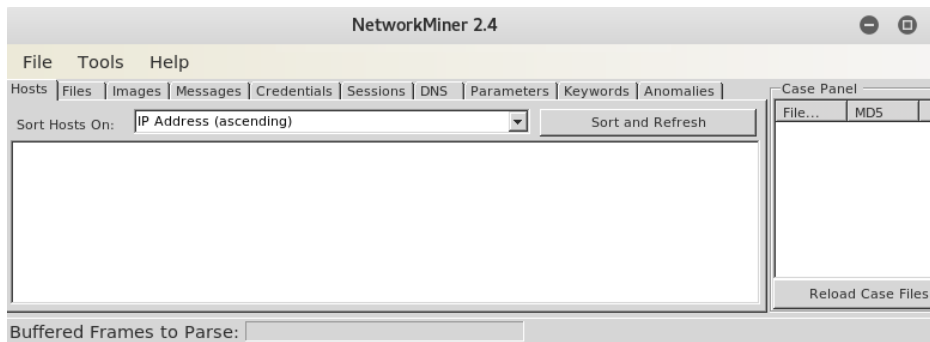 NetworkMiner 2.4
File Tools Help
Hosts Files Images Messages Credentials Sessions DNS Parameters Keywords Anomalies
Sort Hosts On: IP Address (ascending) Sort and Refresh
Case Panel
File... MD5
Reload Case Files
Buffered Frames to Parse: